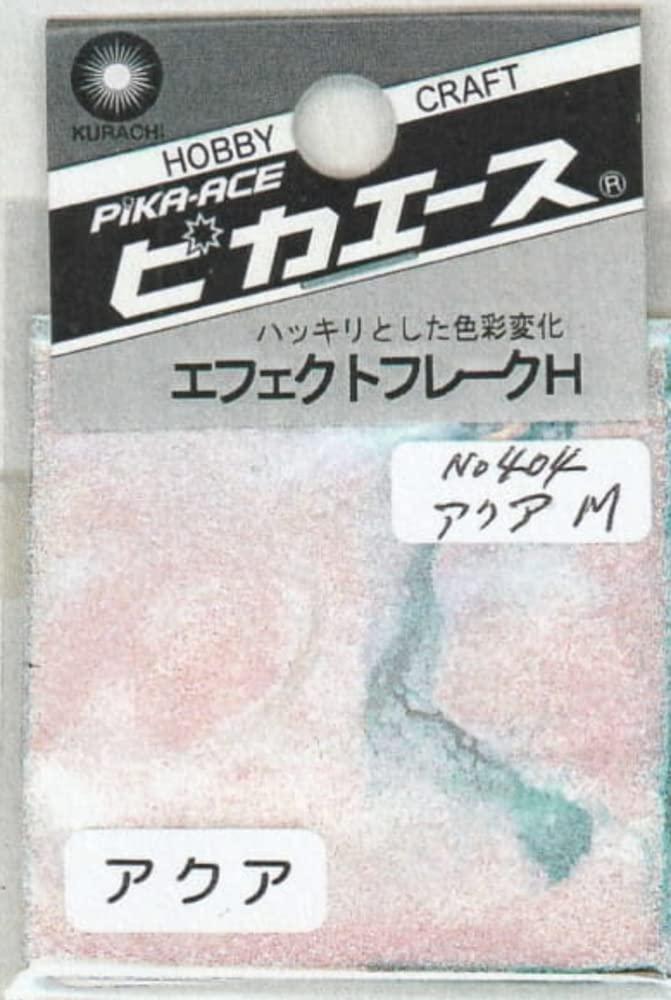 KURACHI
HOBBY CRAFT
PiKA-ACE
ピカエース®
ハッキリとした色彩変化
エフェクトフレークH
No404
アクア M
アクア